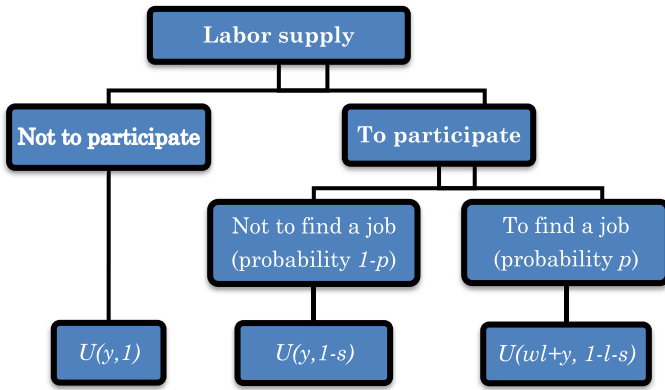 Labor supply
Not to participate
To participate
Not to find a job
(probability 1-p)
To find a job
(probability p)
U(y,1)
U(y,1-s)
U(wl+y, 1-l-s)